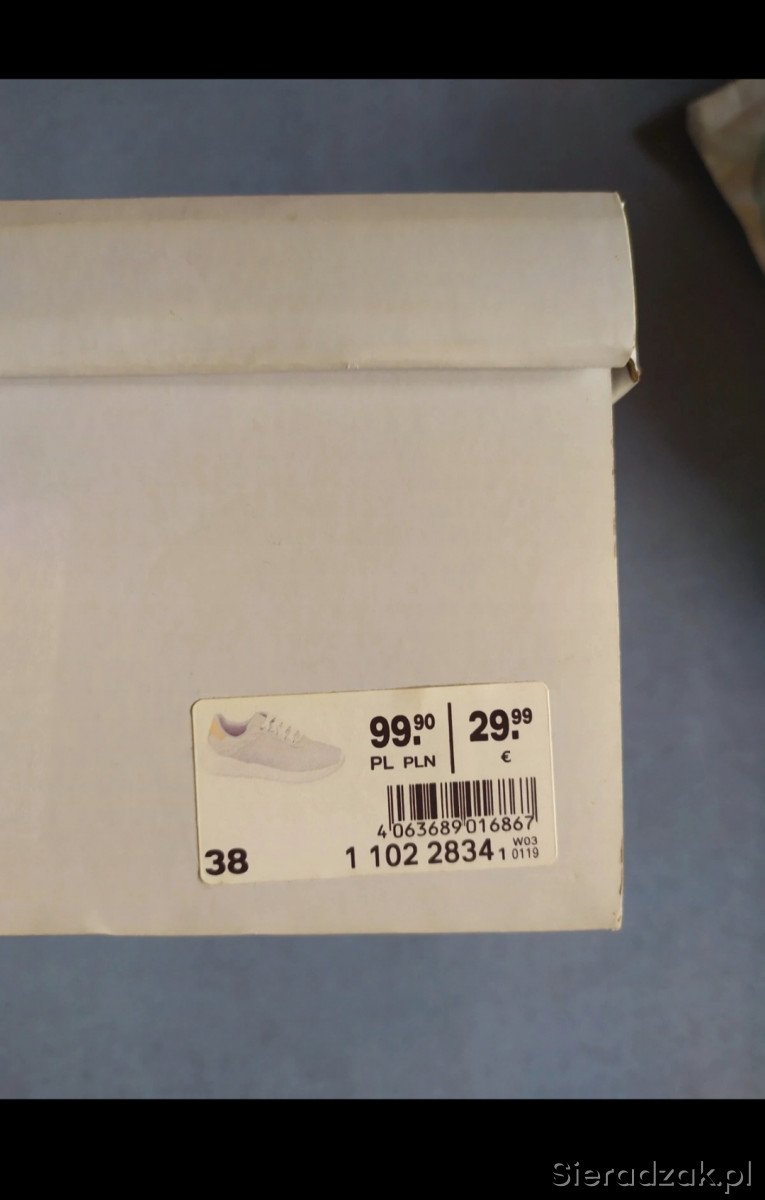 99.90 | 29.99
PL PLN €
4 063689 016867
38 1 102 2834 1 W03 0119
Sieradzak.pl